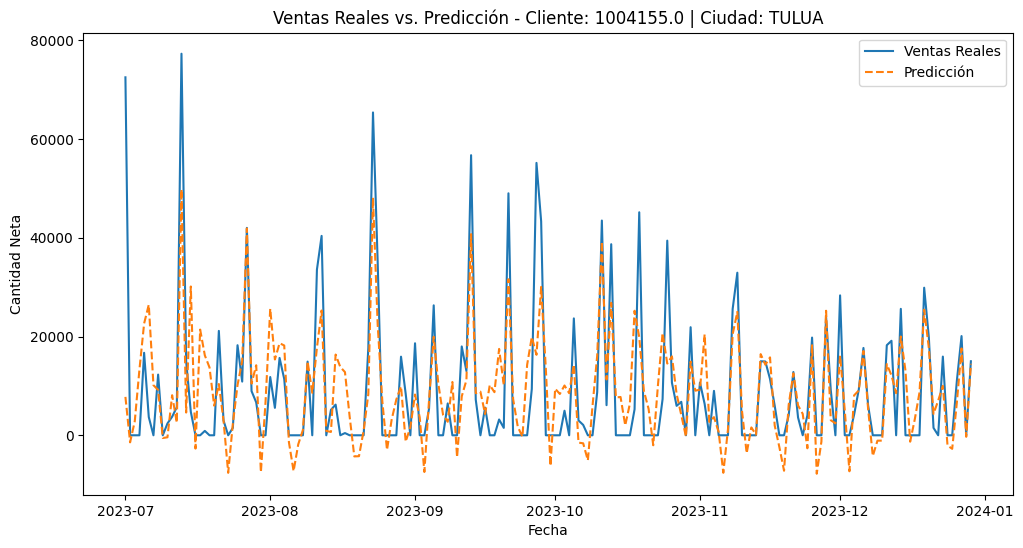 Ventas Reales vs. Predicción - Cliente: 1004155.0 | Ciudad: TULUA
Ventas Reales
Predicción
Cantidad Neta
80000
60000
40000
20000
0
2023-07
2023-08
2023-09
2023-10
2023-11
2023-12
2024-01
Fecha